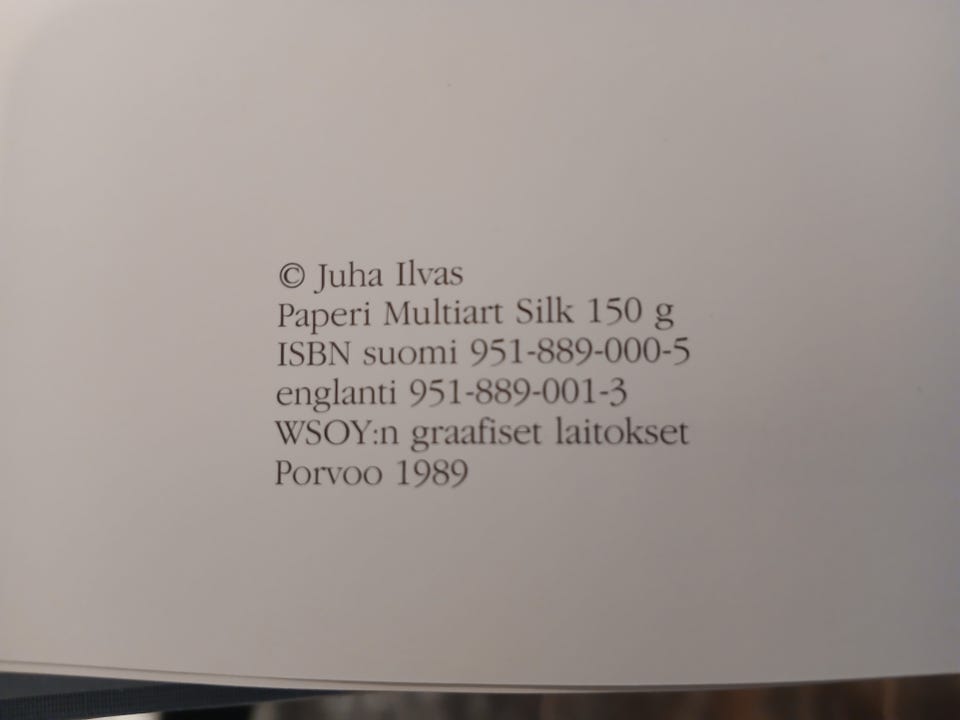 © Juha Ilvas
Paperi Multiart Silk 150 g
ISBN suomi 951-889-000-5
englanti 951-889-001-3
WSOY:n graafiset laitokset
Porvoo 1989